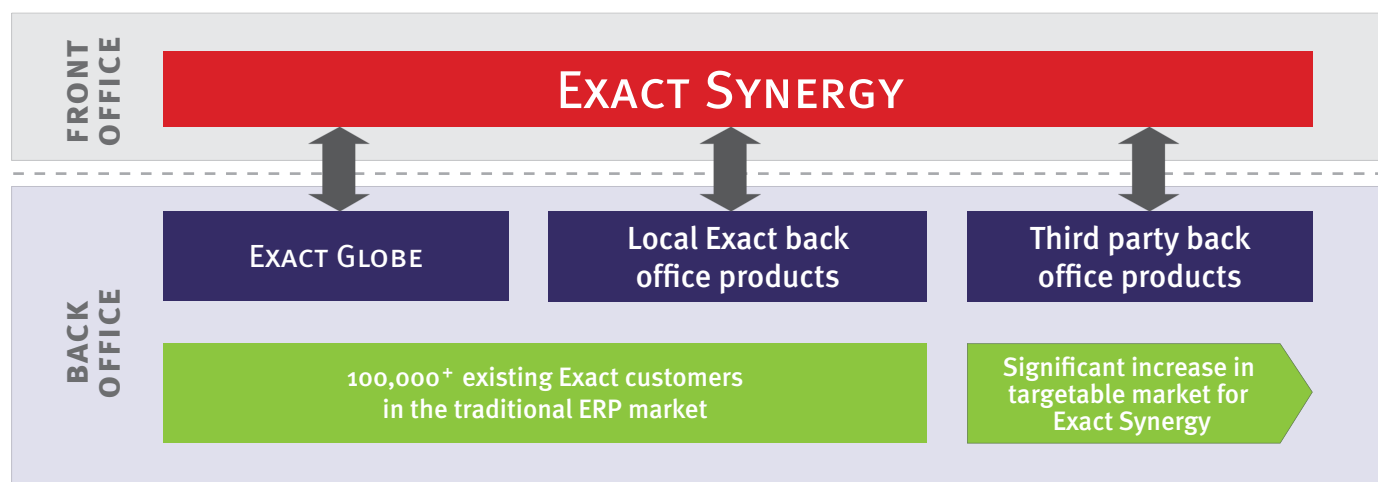 FRONT
OFFICE
EXACT SYNERGY
BACK
OFFICE
EXACT GLOBE
Local Exact back
office products
Third party back
office products
100,000+ existing Exact customers
in the traditional ERP market
Significant increase in
targetable market for
Exact Synergy